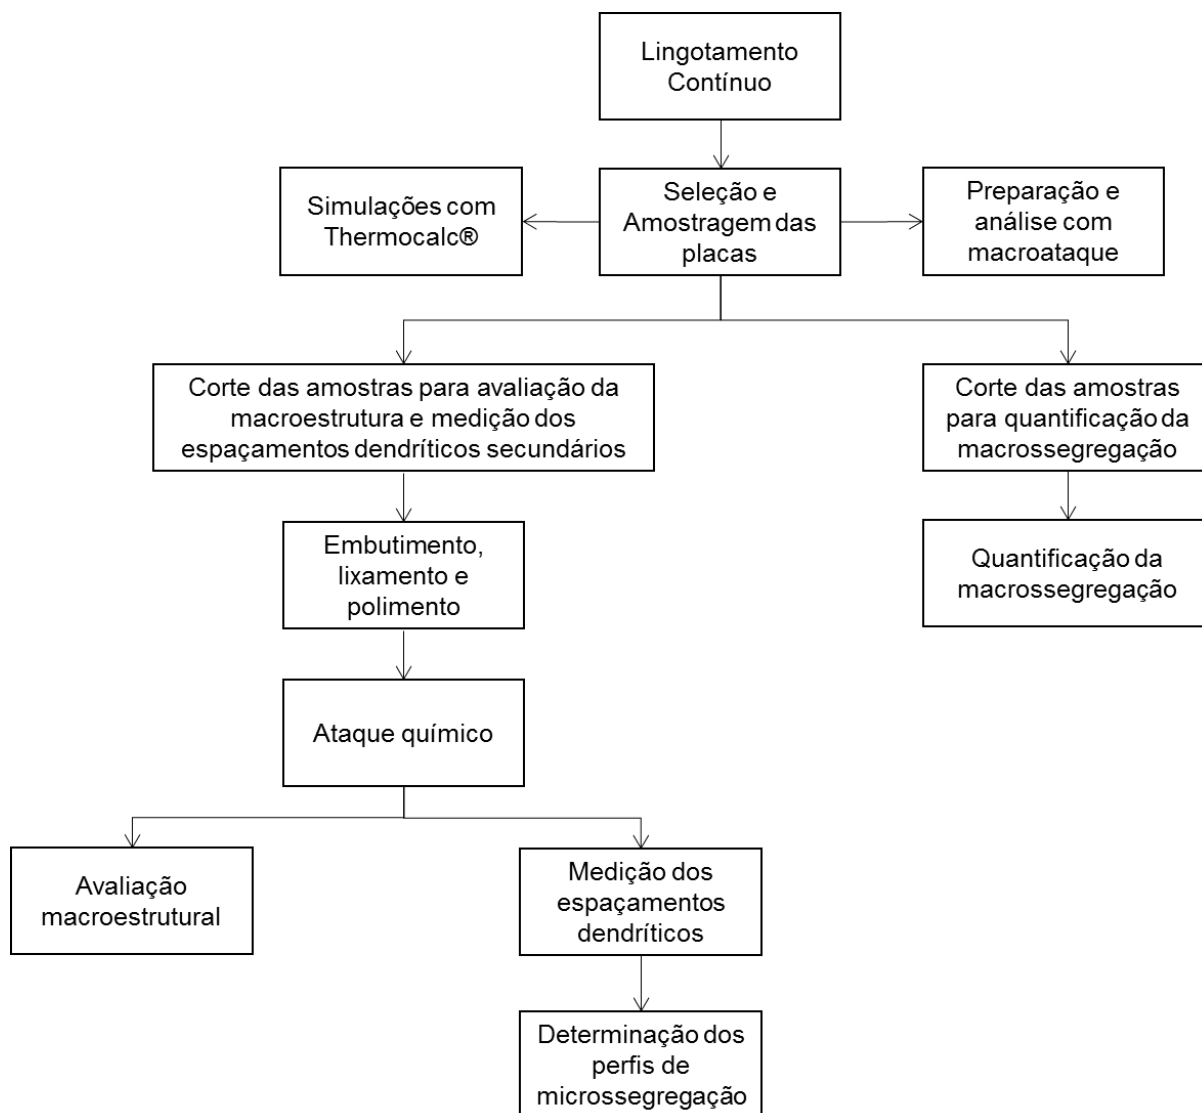 Lingotamento
Contínuo
Simulações com
Thermocalc®
Seleção e
Amostragem das
placas
Preparação e
análise com
macroataque
Corte das amostras para avaliação da
macroestrutura e medição dos
espaçamentos dendríticos secundários
Corte das amostras
para quantificação da
macrossegregação
Embutimento,
lixamento e
polimento
Quantificação da
macrossegregação
Ataque químico
Avaliação
macroestrutural
Medição dos
espaçamentos
dendríticos
Determinação dos
perfis de
microssegregação